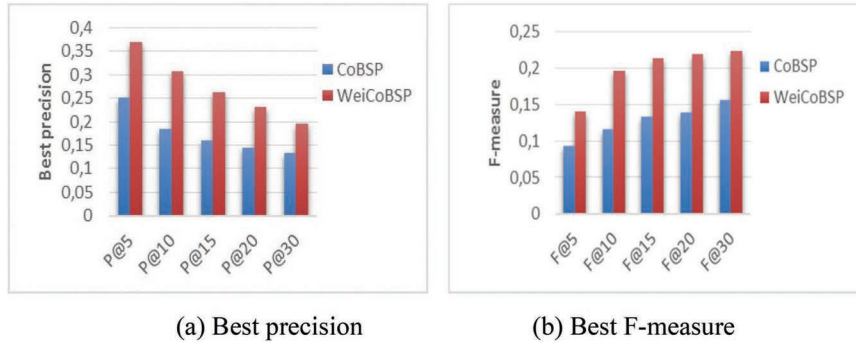 Best precision
0,4
0,35
0,3
0,25
0,2
0,15
0,1
0,05
0
P@5
P@10
P@15
P@20
P@30
CoBSP
WeiCoBSP
(a) Best precision
F-measure
0,25
0,2
0,15
0,1
0,05
0
F@5
F@10
F@15
F@20
F@30
CoBSP
WeiCoBSP
(b) Best F-measure